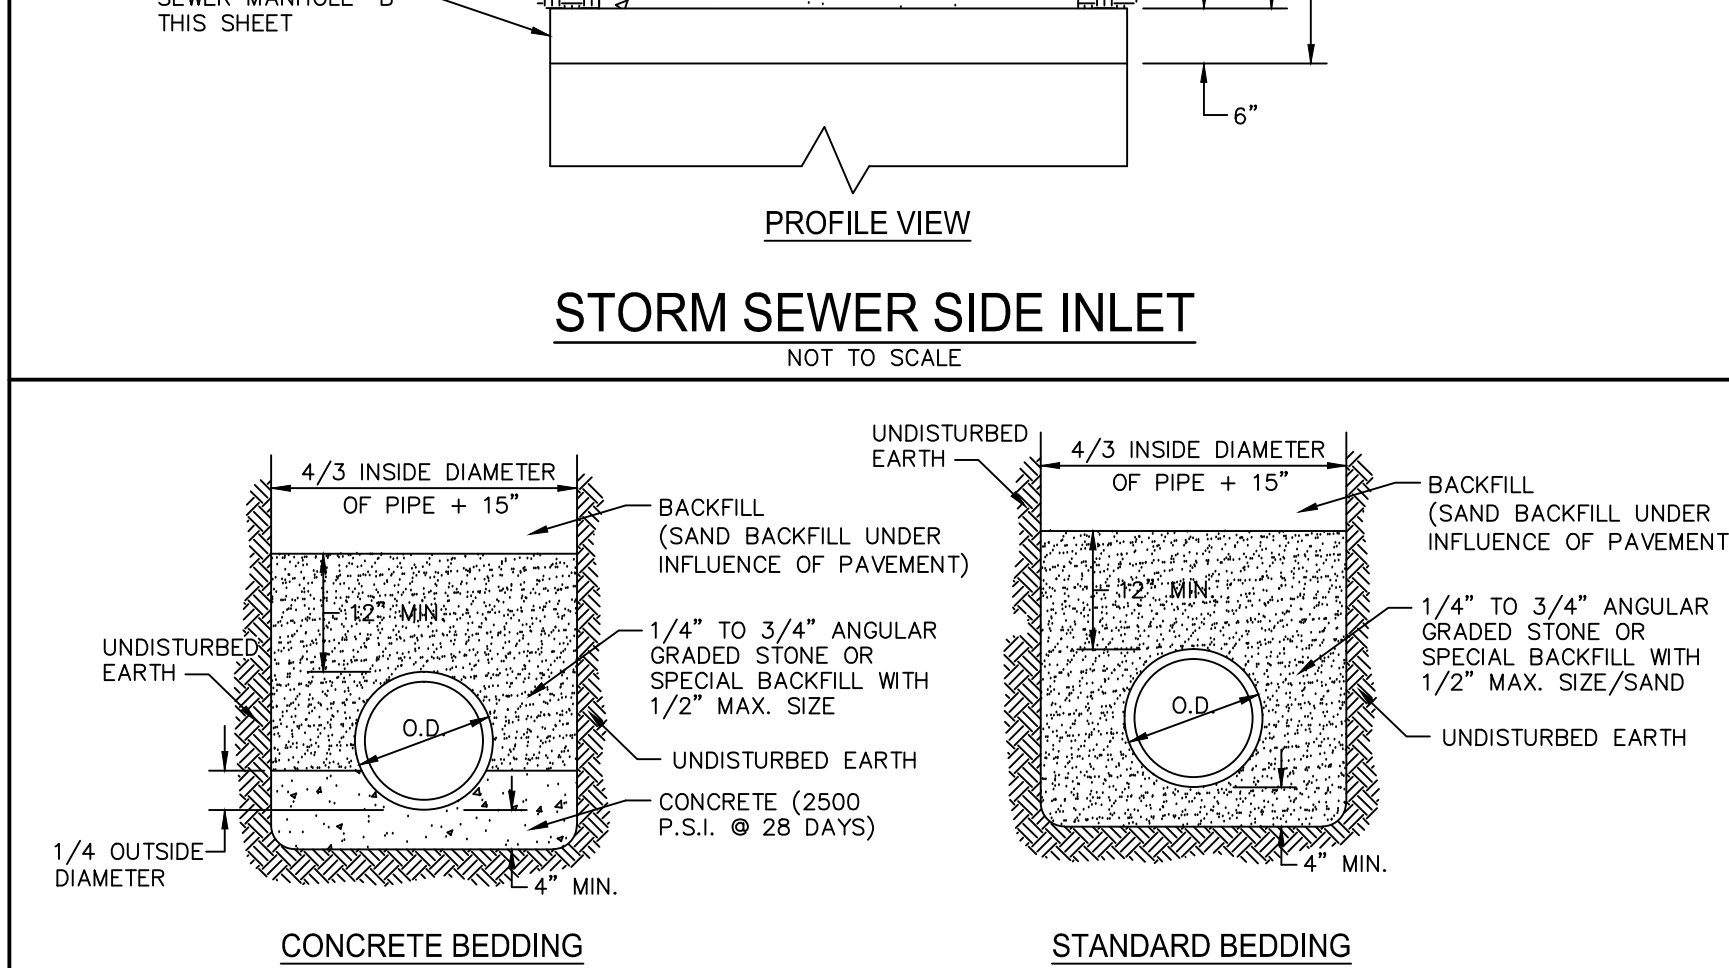 SEWER MANHOLE "B"
THIS SHEET
6"
PROFILE VIEW
STORM SEWER SIDE INLET
NOT TO SCALE
4/3 INSIDE DIAMETER
OF PIPE + 15"
BACKFILL
(SAND BACKFILL UNDER
INFLUENCE OF PAVEMENT)
12" MIN.
UNDISTURBED
EARTH
1/4" TO 3/4" ANGULAR
GRADED STONE OR
SPECIAL BACKFILL WITH
1/2" MAX. SIZE
O.D.
UNDISTURBED EARTH
CONCRETE (2500
P.S.I. @ 28 DAYS)
1/4 OUTSIDE
DIAMETER
4" MIN.
CONCRETE BEDDING
UNDISTURBED
EARTH
4/3 INSIDE DIAMETER
OF PIPE + 15"
BACKFILL
(SAND BACKFILL UNDER
INFLUENCE OF PAVEMENT
12" MIN.
1/4" TO 3/4" ANGULAR
GRADED STONE OR
SPECIAL BACKFILL WITH
1/2" MAX. SIZE/SAND
O.D.
UNDISTURBED EARTH
4" MIN.
STANDARD BEDDING